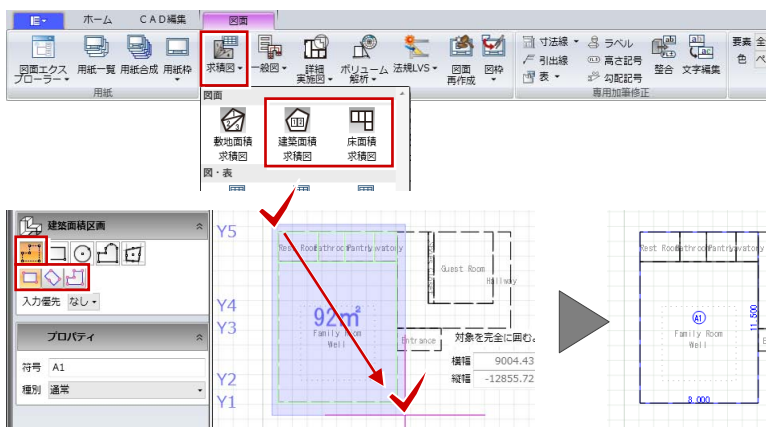 ホーム
CAD編集
図面
図面エクス
プローラー
用紙一覧
用紙合成
用紙枠
用紙
求積図
一般図
詳細
実施図
ボリューム
解析
法規LVS
図面
再作成
図枠
寸法線
引出線
表
ラベル
高さ記号
勾配記号
整合
文字編集
専用加筆修正
要素 全
色
図面
敷地面積
求積図
建築面積
求積図
床面積
求積図
図・表
建築面積区画
入力優先 なし
プロパティ
符号 A1
種別 通常
Y5
Y4
Y3
Y2
Y1
Rest Room
Pantry
92㎡
Family Room
Well
Guest Room
Hallway
Entrance
対象を完全に囲む
横幅 9004.43
縦幅 -12855.72
Rest Room
Pantry
A1
Family Room
Well
11 500
8 000